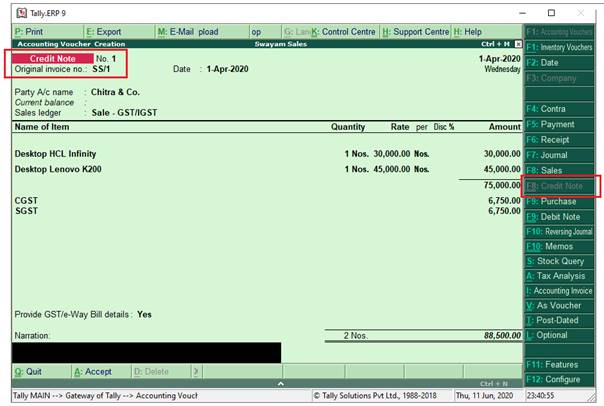 Tally.ERP 9
P: Print E: Export M: E-Mail pload op G: Lan K: Control Centre H: Support Centre H: Help
Accounting Voucher Creation Swayam Sales Ctrl + M
Credit Note No. 1 1-Apr-2020
Original invoice no.: SS/1 Date : 1-Apr-2020 Wednesday
Party A/c name : Chitra & Co.
Current balance :
Sales ledger : Sale - GST/IGST
Name of Item Quantity Rate per Disc % Amount
Desktop HCL Infinity 1 Nos. 30,000.00 Nos. 30,000.00
Desktop Lenovo K200 1 Nos. 45,000.00 Nos. 45,000.00
75,000.00
CGST 6,750.00
SGST 6,750.00
Provide GST/e-Way Bill details : Yes
Narration: 2 Nos. 88,500.00
F1: Accounting Vouchers
F1: Inventory Vouchers
F2: Date
F3: Company
F4: Contra
F5: Payment
F6: Receipt
F7: Journal
F8: Sales
F8: Credit Note
F9: Purchase
F9: Debit Note
F10: Reversing Journal
F10: Memos
S: Stock Query
A: Tax Analysis
I: Accounting Invoice
V: As Voucher
T: Post-Dated
L: Optional
F11: Features
F12: Configure
Q: Quit A: Accept D: Delete X
Ctrl + N
Tally MAIN --> Gateway of Tally --> Accounting Vouch © Tally Solutions Pvt Ltd., 1988-2018 Thu, 11 Jun, 2020 23:40:55